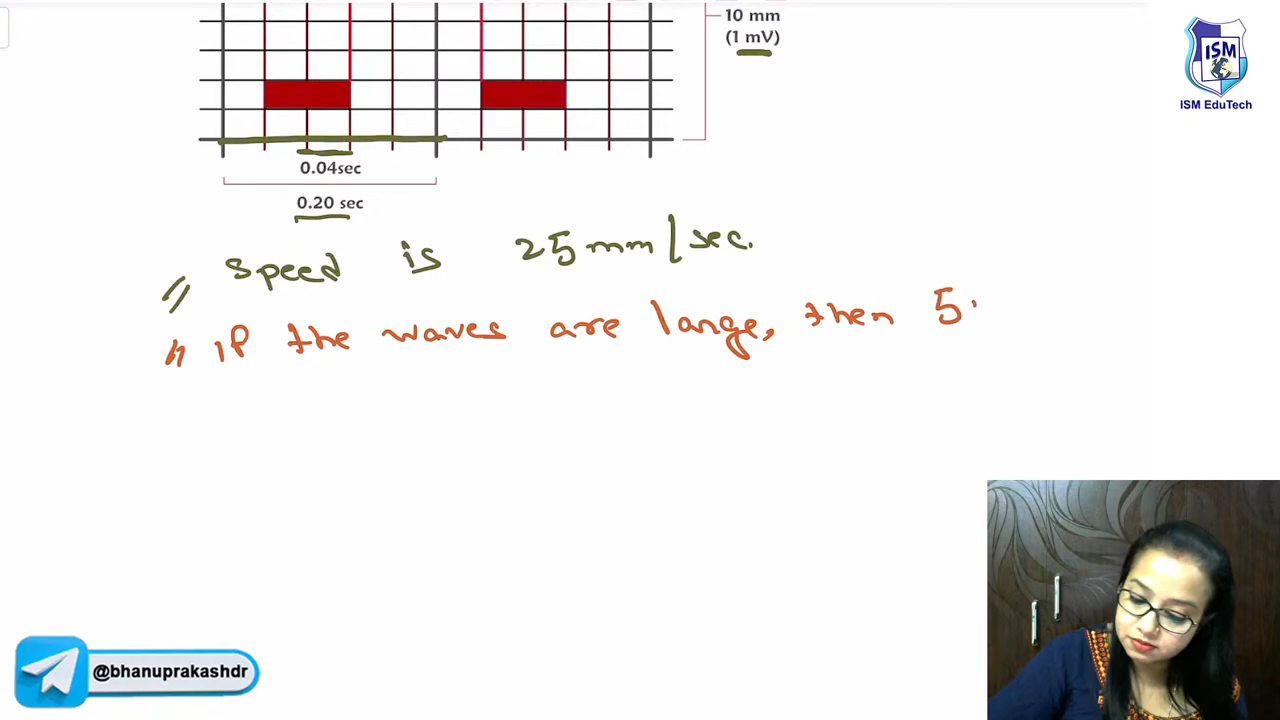 10 mm
(1 mV)
ISM
ISM EduTech
0.04sec
0.20 sec
// Speed is 25mm/sec.
// if the waves are large, then 5.
@bhanuprakashdr